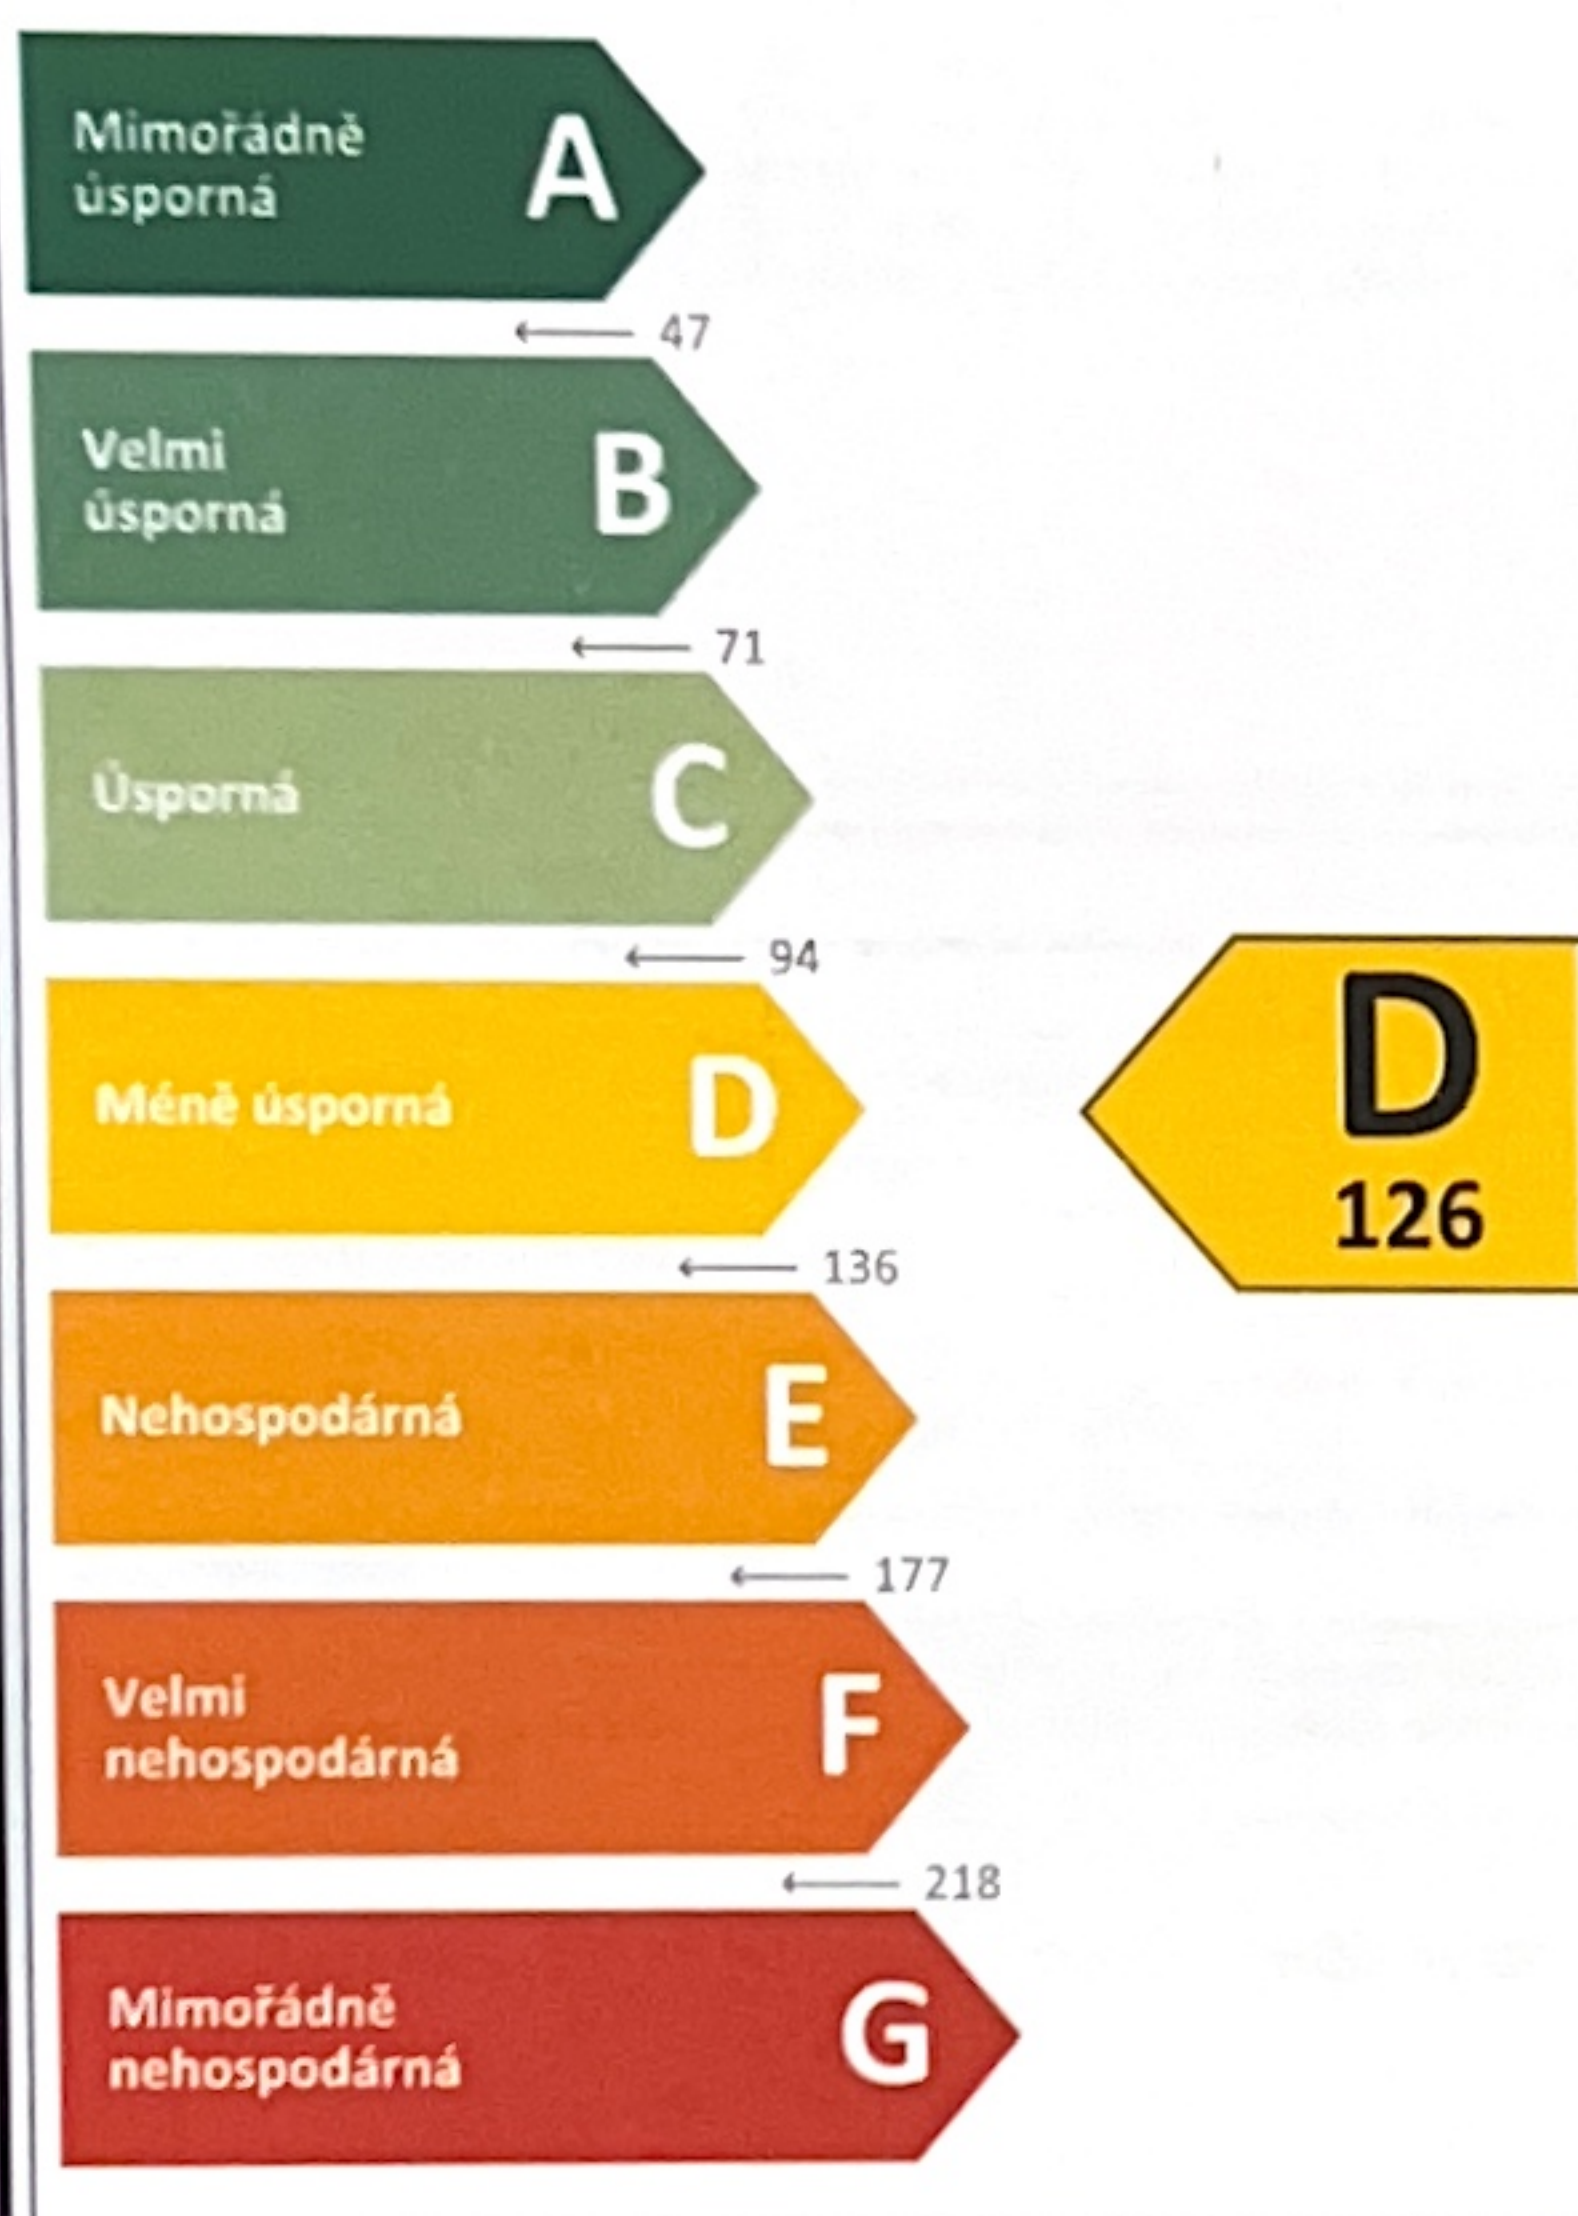 Mimořádně
úsporná
A
← 47
Velmi
úsporná
B
← 71
Úsporná
C
← 94
Méně úsporná
D
← 136
D
126
Nehospodárná
E
← 177
Velmi
nehospodárná
F
← 218
Mimořádně
nehospodárná
G